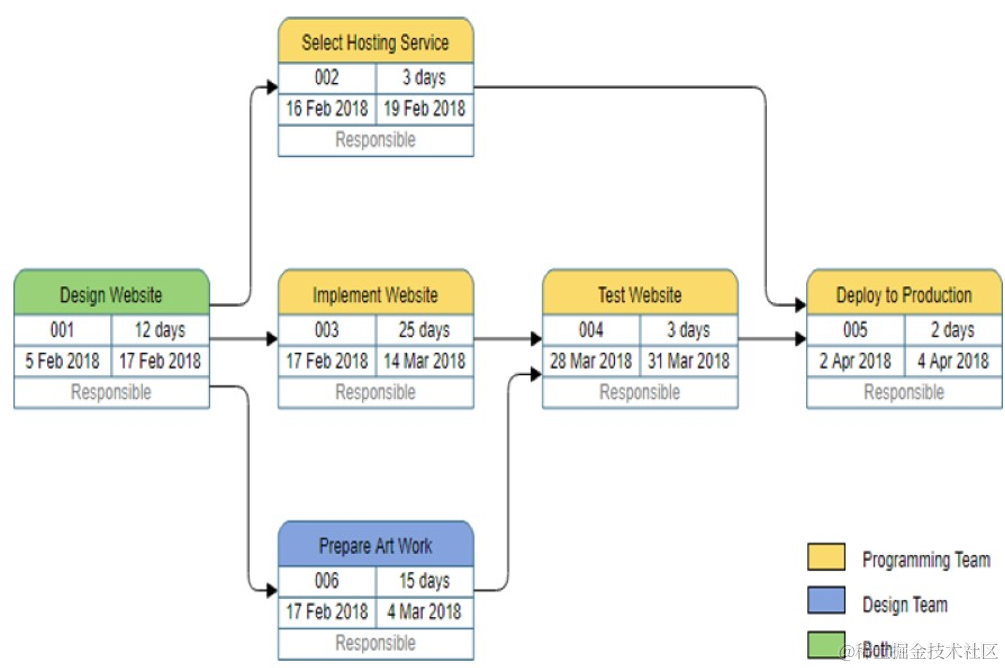 Select Hosting Service
002 3 days
16 Feb 2018 19 Feb 2018
Responsible
Design Website
001 12 days
5 Feb 2018 17 Feb 2018
Responsible
Implement Website
003 25 days
17 Feb 2018 14 Mar 2018
Responsible
Test Website
004 3 days
28 Mar 2018 31 Mar 2018
Responsible
Deploy to Production
005 2 days
2 Apr 2018 4 Apr 2018
Responsible
Prepare Art Work
006 15 days
17 Feb 2018 4 Mar 2018
Responsible
Programming Team
Design Team
Both
@稀土掘金技术社区